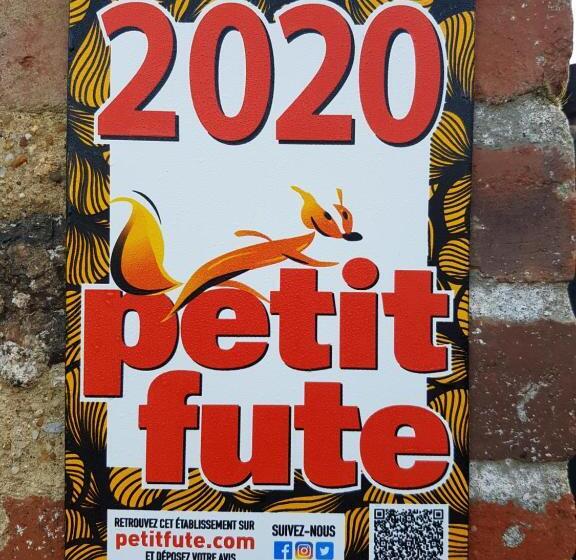 2020
petit
fute
RETROUVEZ CET ÉTABLISSEMENT SUR
petitfute.com
ET DÉPOSEZ VOTRE AVIS
SUIVEZ-NOUS